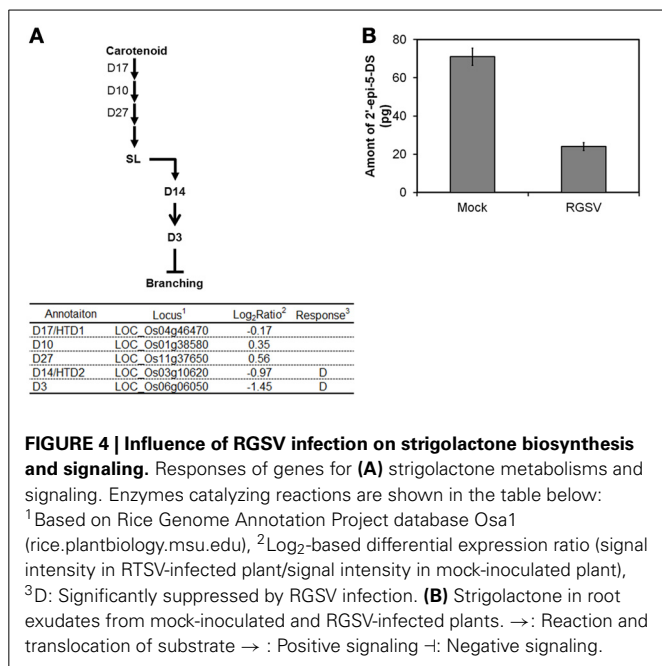 A
Carotenoid
D17
D10
D27
SL
D14
D3
Branching
Annotaiton Locus1 Log2Ratio2 Response3
D17/HTD1 LOC_Os04g46470 -0.17
D10 LOC_Os01g38580 0.35
D27 LOC_Os11g37650 0.56
D14/HTD2 LOC_Os03g10620 -0.97 D
D3 LOC_Os06g06050 -1.45 D
B
Amont of 2'-epi-5-DS
(pg)
80
60
40
20
0
Mock RGSV
FIGURE 4 | Influence of RGSV infection on strigolactone biosynthesis
and signaling. Responses of genes for (A) strigolactone metabolisms and
signaling. Enzymes catalyzing reactions are shown in the table below:
1Based on Rice Genome Annotation Project database Osa1
(rice.plantbiology.msu.edu), 2Log2-based differential expression ratio (signal
intensity in RTSV-infected plant/signal intensity in mock-inoculated plant),
3D: Significantly suppressed by RGSV infection. (B) Strigolactone in root
exudates from mock-inoculated and RGSV-infected plants. →: Reaction and
translocation of substrate → : Positive signaling ⊣: Negative signaling.